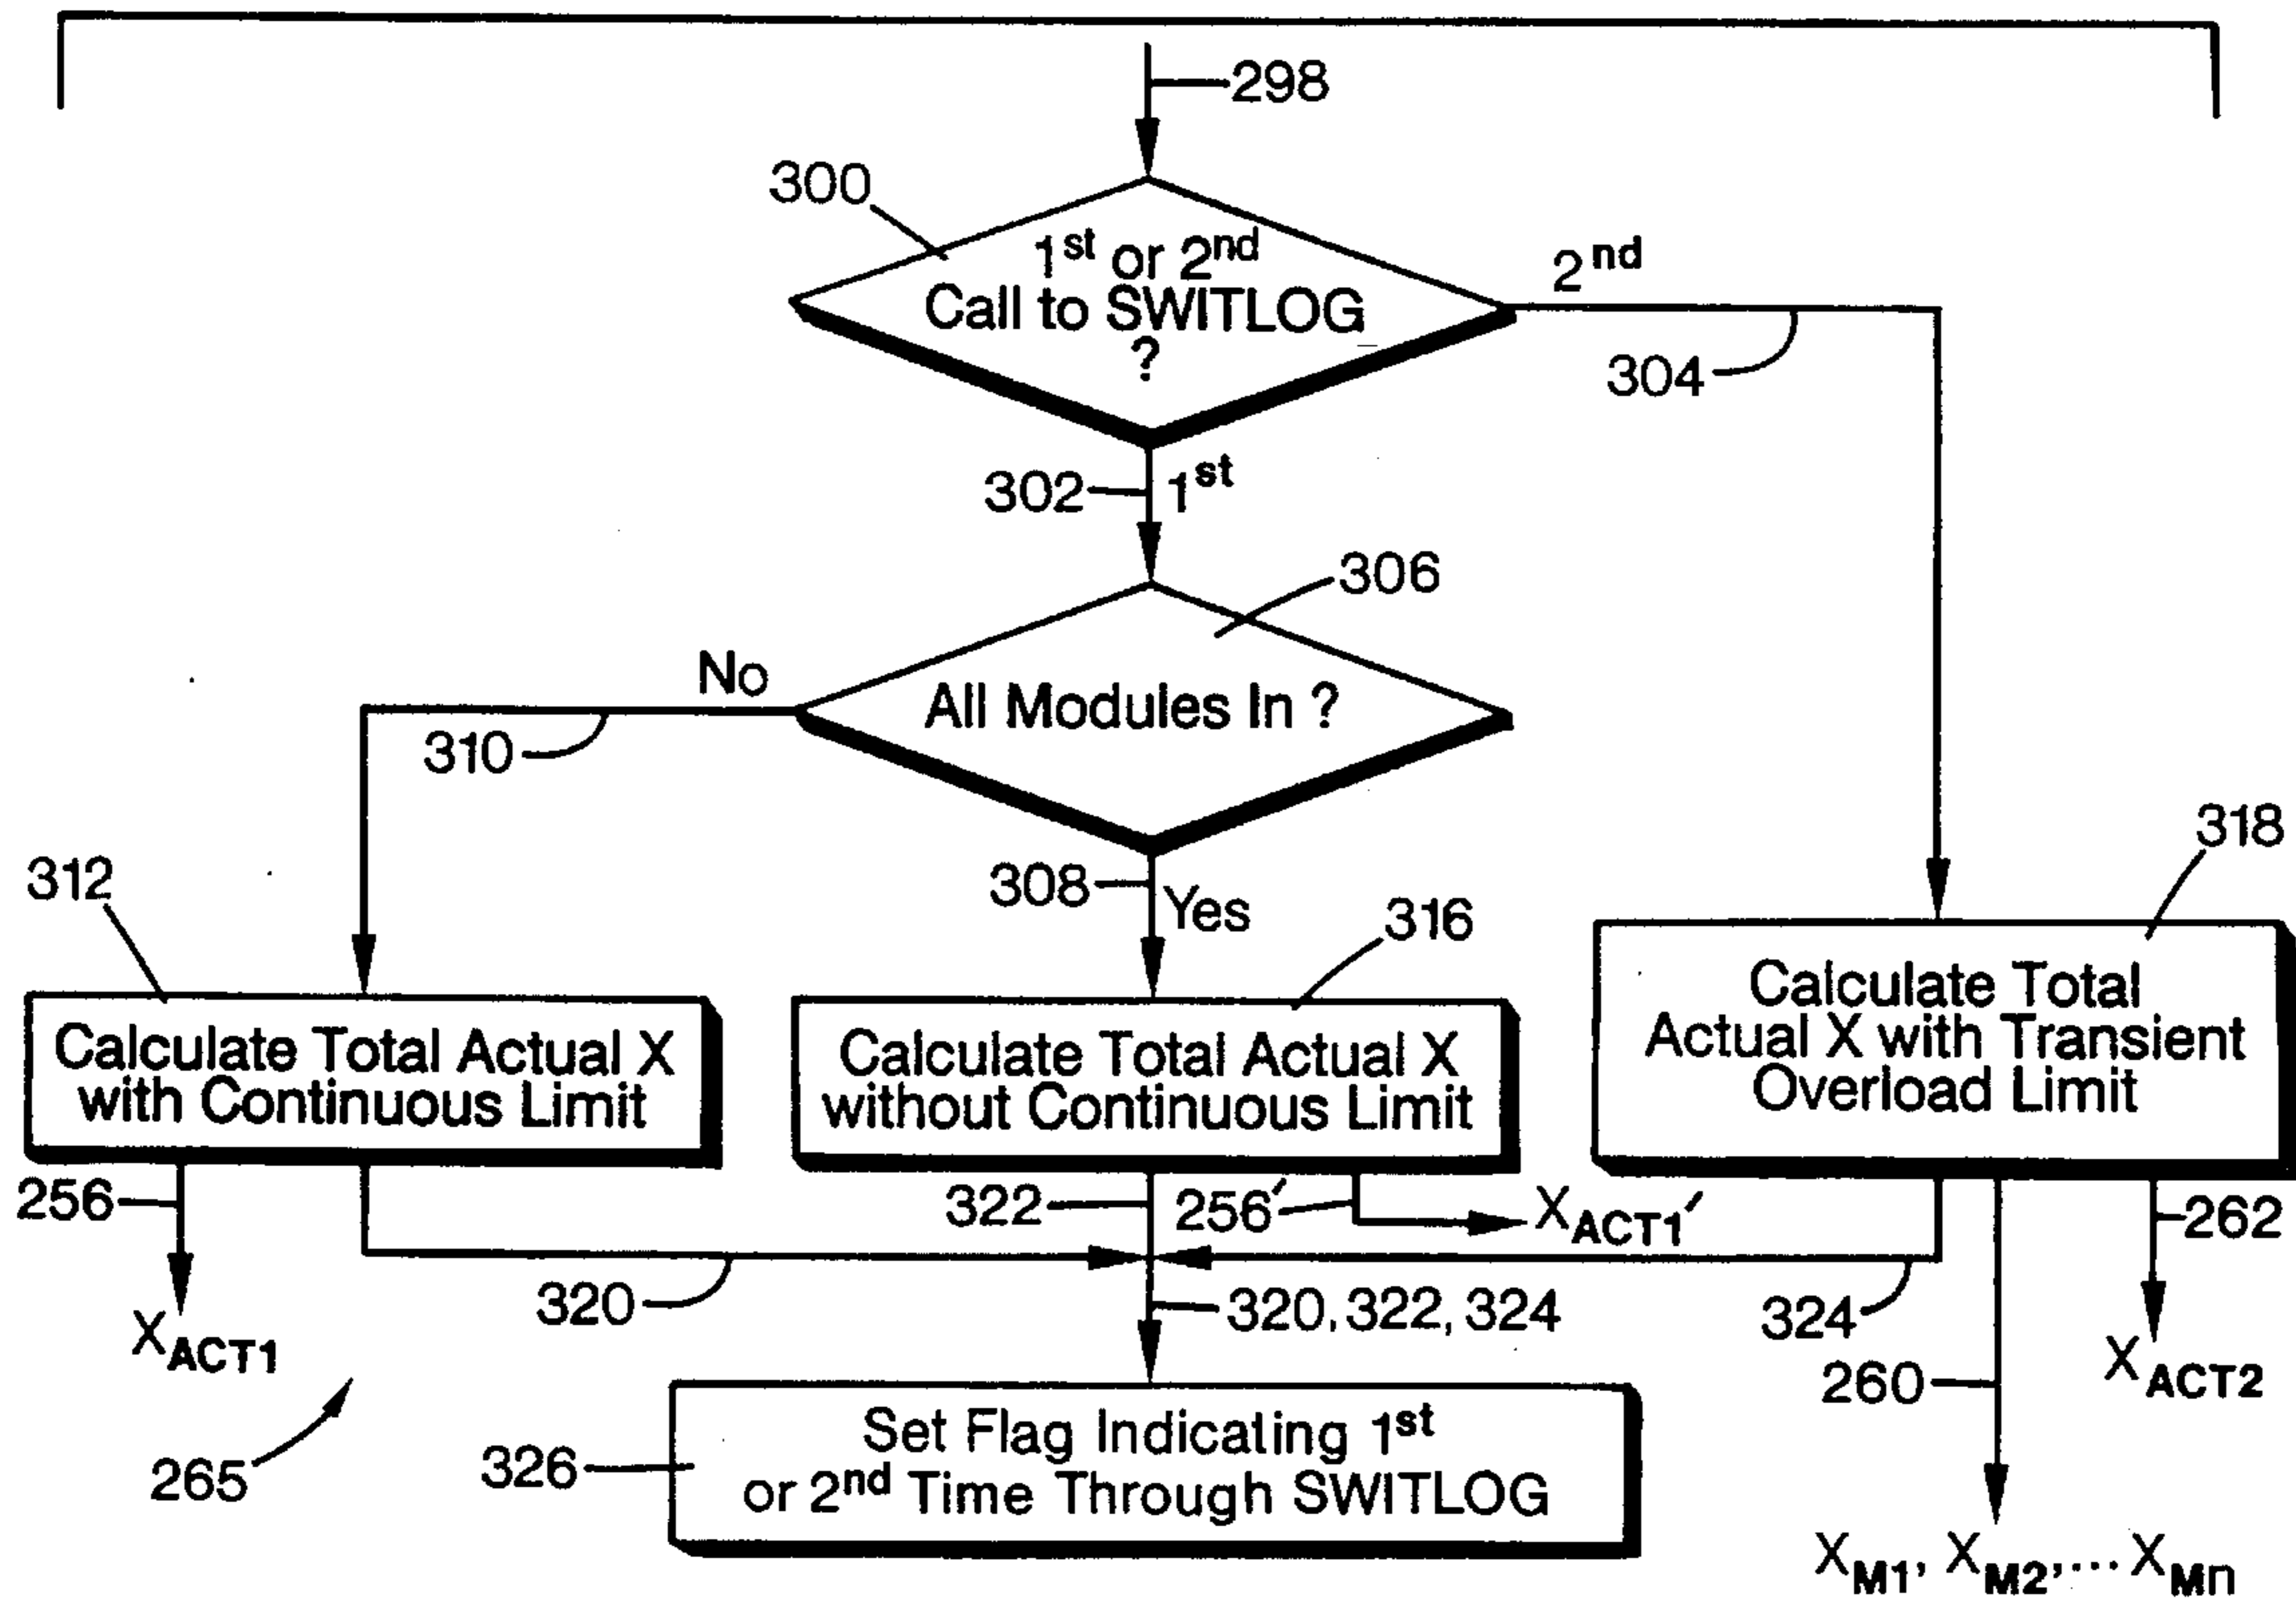 298
300
1st or 2nd
Call to SWITLOG
?
2nd
304
302
1st
306
No
All Modules In ?
310
318
312
308
Yes
316
Calculate Total Actual X
with Continuous Limit
Calculate Total Actual X
without Continuous Limit
Calculate Total
Actual X with Transient
Overload Limit
256
322
256′
XACT1′
262
320
320, 322, 324
324
XACT1
260
XACT2
265
326
Set Flag Indicating 1st
or 2nd Time Through SWITLOG
XM1, XM2,... XMn